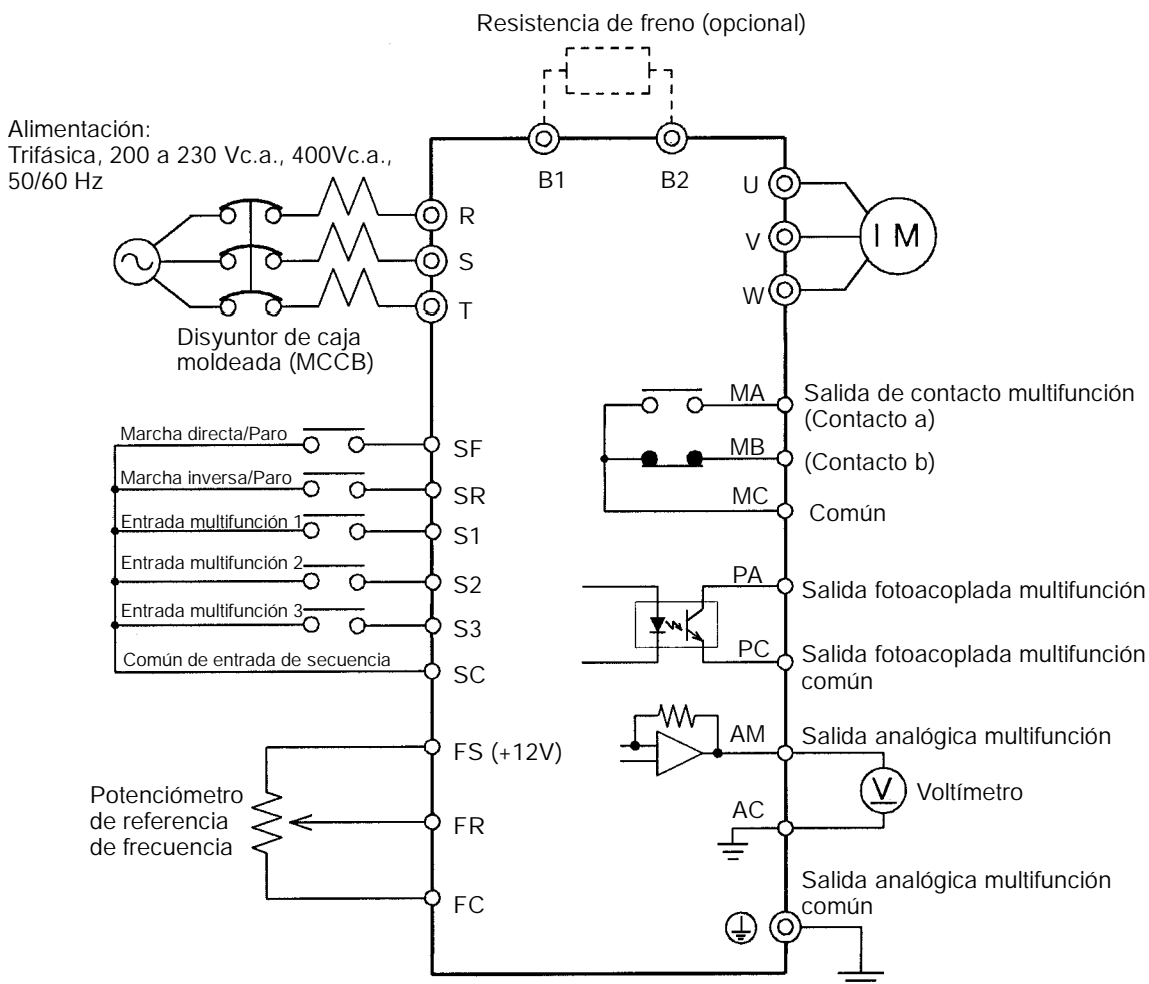 Resistencia de freno (opcional)
Alimentación:
Trifásica, 200 a 230 Vc.a., 400Vc.a.,
50/60 Hz
B1
B2
R
S
T
U
V
W
I M
Disyuntor de caja
moldeada (MCCB)
Marcha directa/Paro
SF
Marcha inversa/Paro
SR
Entrada multifunción 1
S1
Entrada multifunción 2
S2
Entrada multifunción 3
S3
Común de entrada de secuencia
SC
FS (+12V)
Potenciómetro
de referencia
de frecuencia
FR
FC
MA
Salida de contacto multifunción
(Contacto a)
MB
(Contacto b)
MC
Común
PA
Salida fotoacoplada multifunción
PC
Salida fotoacoplada multifunción
común
AM
Salida analógica multifunción
V
Voltímetro
AC
Salida analógica multifunción
común